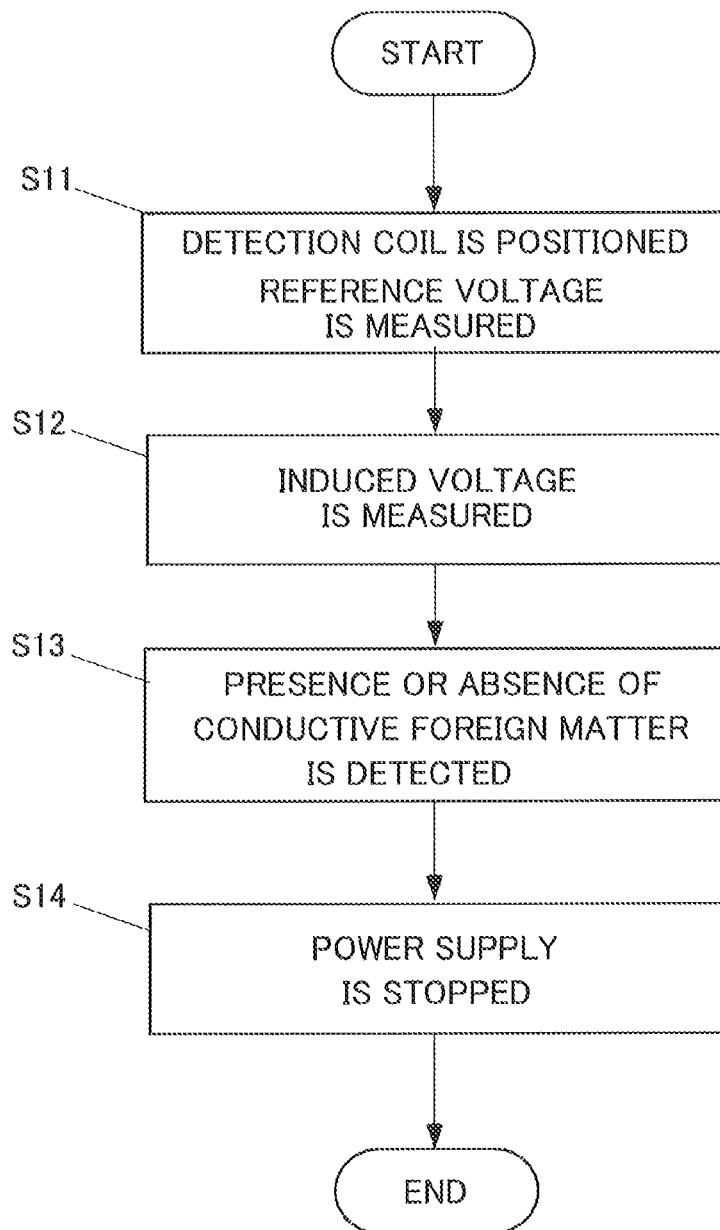 START
S11
DETECTION COIL IS POSITIONED
REFERENCE VOLTAGE
IS MEASURED
S12
INDUCED VOLTAGE
IS MEASURED
S13
PRESENCE OR ABSENCE OF
CONDUCTIVE FOREIGN MATTER
IS DETECTED
S14
POWER SUPPLY
IS STOPPED
END